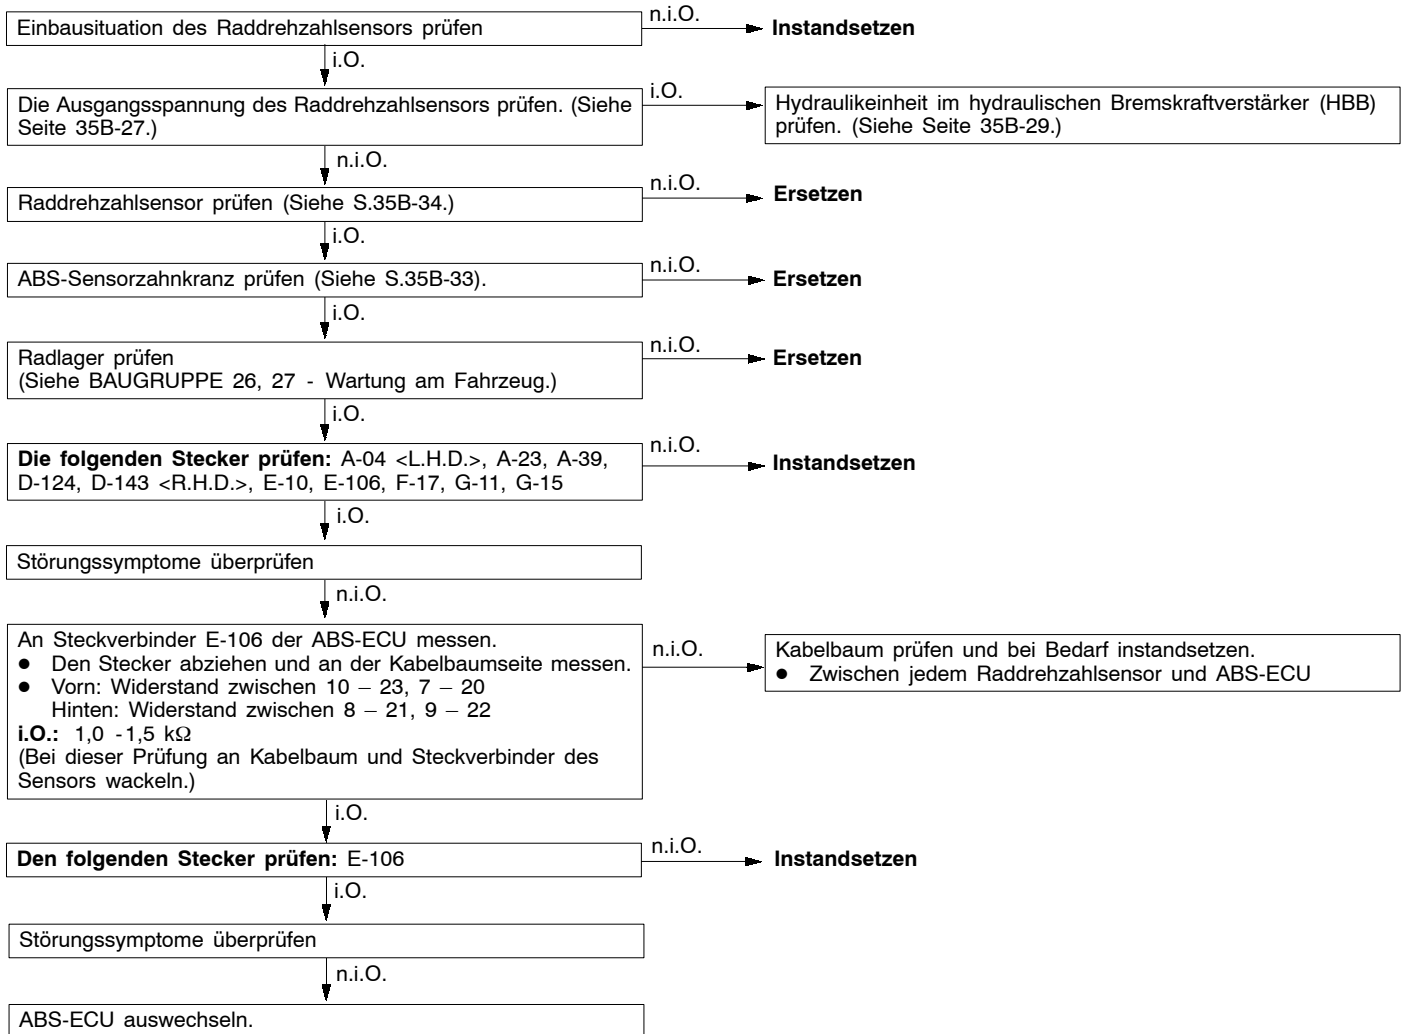 Einbausituation des Raddrehzahlsensors prüfen
n.i.O.
Instandsetzen
i.O.
Die Ausgangsspannung des Raddrehzahlsensors prüfen. (Siehe
Seite 35B-27.)
i.O.
Hydraulikeinheit im hydraulischen Bremskraftverstärker (HBB)
prüfen. (Siehe Seite 35B-29.)
n.i.O.
Raddrehzahlsensor prüfen (Siehe S.35B-34.)
n.i.O.
Ersetzen
i.O.
ABS-Sensorzahnkranz prüfen (Siehe S.35B-33).
n.i.O.
Ersetzen
i.O.
Radlager prüfen
(Siehe BAUGRUPPE 26, 27 - Wartung am Fahrzeug.)
n.i.O.
Ersetzen
i.O.
Die folgenden Stecker prüfen: A-04 <L.H.D.>, A-23, A-39,
D-124, D-143 <R.H.D.>, E-10, E-106, F-17, G-11, G-15
n.i.O.
Instandsetzen
i.O.
Störungssymptome überprüfen
n.i.O.
An Steckverbinder E-106 der ABS-ECU messen.
● Den Stecker abziehen und an der Kabelbaumseite messen.
● Vorn: Widerstand zwischen 10 – 23, 7 – 20
Hinten: Widerstand zwischen 8 – 21, 9 – 22
i.O.: 1,0 -1,5 kΩ
(Bei dieser Prüfung an Kabelbaum und Steckverbinder des
Sensors wackeln.)
n.i.O.
Kabelbaum prüfen und bei Bedarf instandsetzen.
● Zwischen jedem Raddrehzahlsensor und ABS-ECU
i.O.
Den folgenden Stecker prüfen: E-106
n.i.O.
Instandsetzen
i.O.
Störungssymptome überprüfen
n.i.O.
ABS-ECU auswechseln.